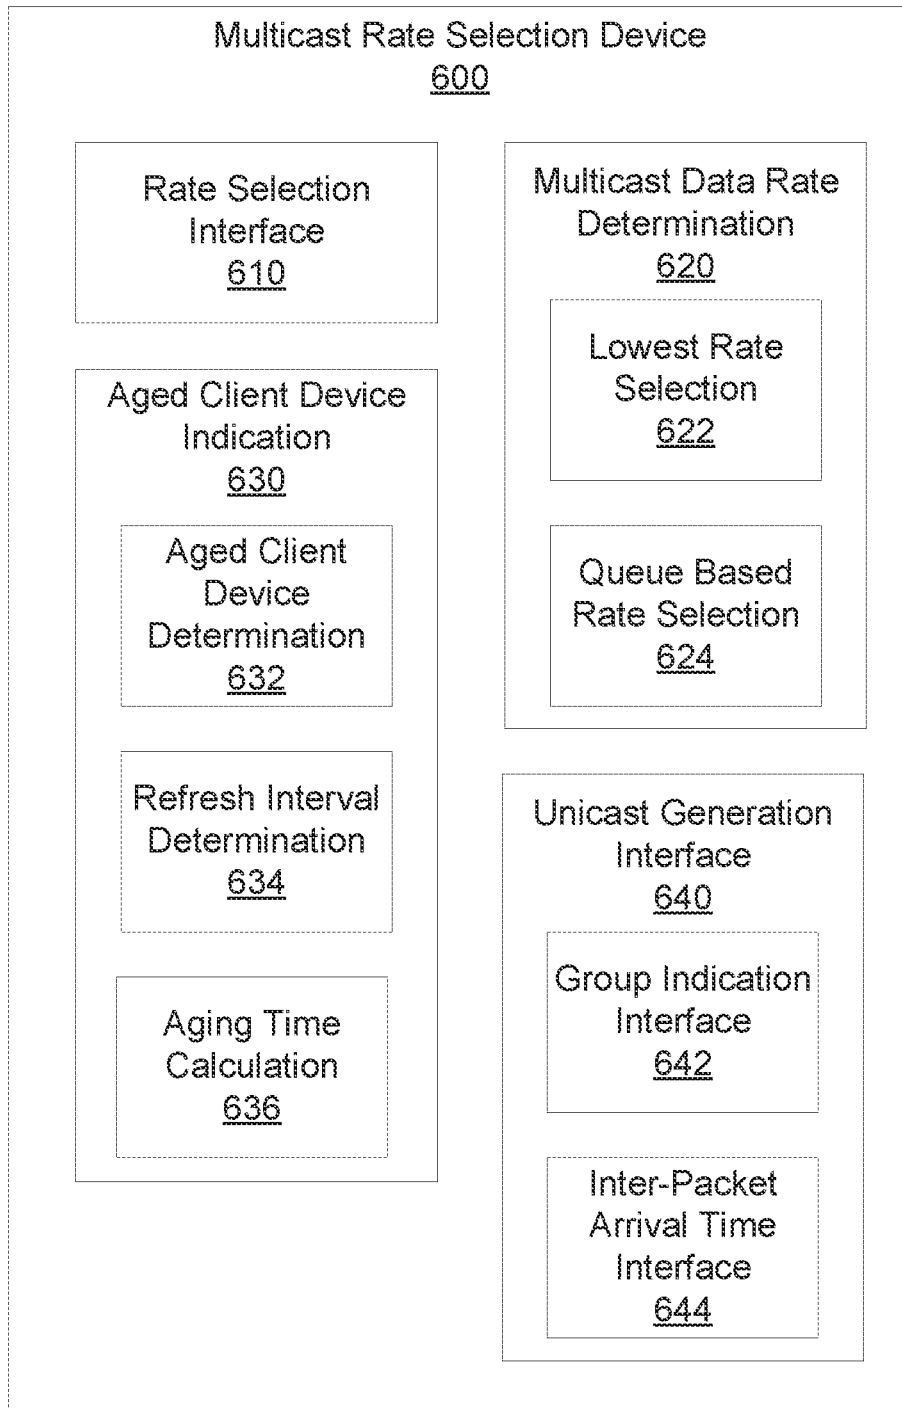 Multicast Rate Selection Device
600
Rate Selection
Interface
610
Aged Client Device
Indication
630
Aged Client
Device
Determination
632
Refresh Interval
Determination
634
Aging Time
Calculation
636
Multicast Data Rate
Determination
620
Lowest Rate
Selection
622
Queue Based
Rate Selection
624
Unicast Generation
Interface
640
Group Indication
Interface
642
Inter-Packet
Arrival Time
Interface
644